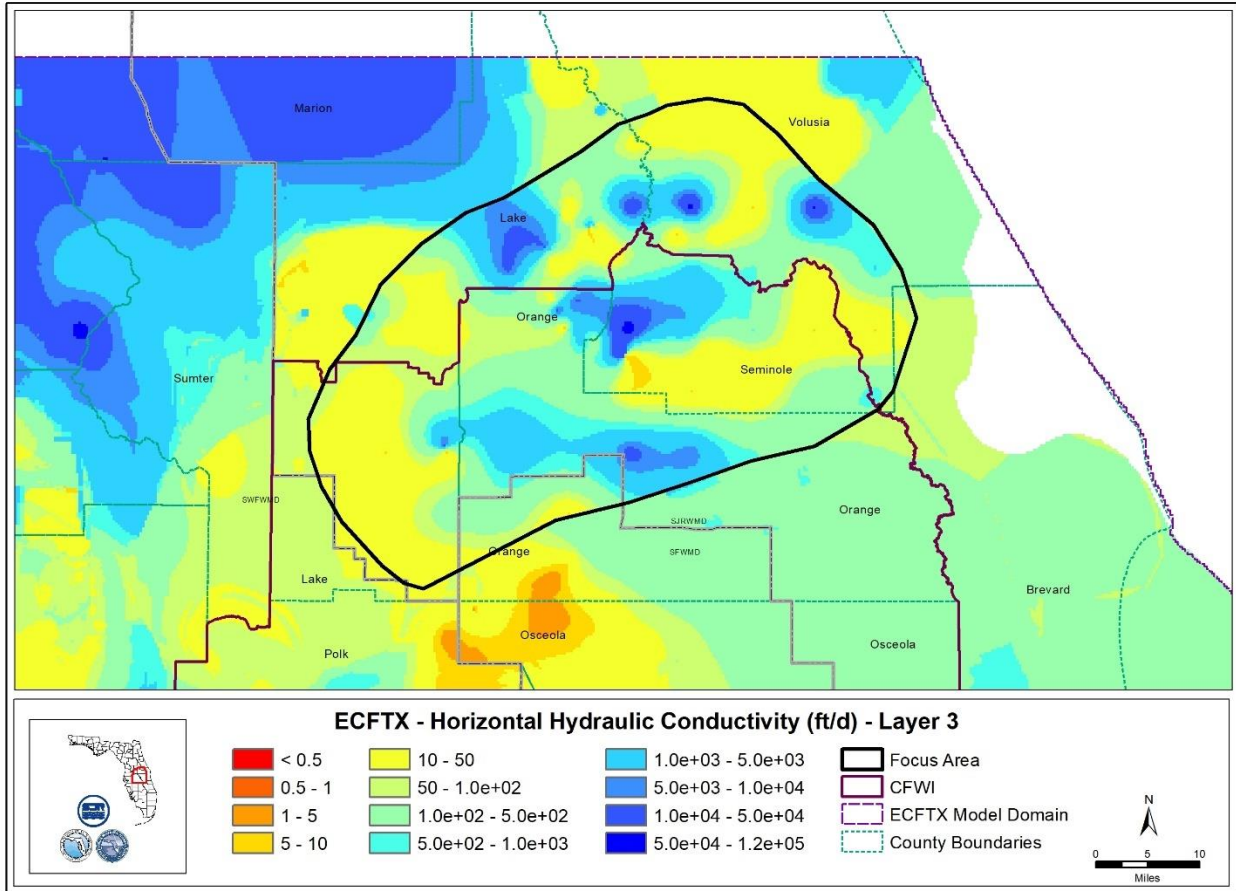 Marion
Volusia
Lake
Orange
Sumter
Seminole
SWFWMD
SJRWMD
Orange
Orange
SFWMD
Lake
Brevard
Osceola
Osceola
Polk
ECFTX - Horizontal Hydraulic Conductivity (ft/d) - Layer 3
< 0.5
0.5 - 1
1 - 5
5 - 10
10 - 50
50 - 1.0e+02
1.0e+02 - 5.0e+02
5.0e+02 - 1.0e+03
1.0e+03 - 5.0e+03
5.0e+03 - 1.0e+04
1.0e+04 - 5.0e+04
5.0e+04 - 1.2e+05
Focus Area
CFWI
ECFTX Model Domain
County Boundaries
N
0 5 10
Miles